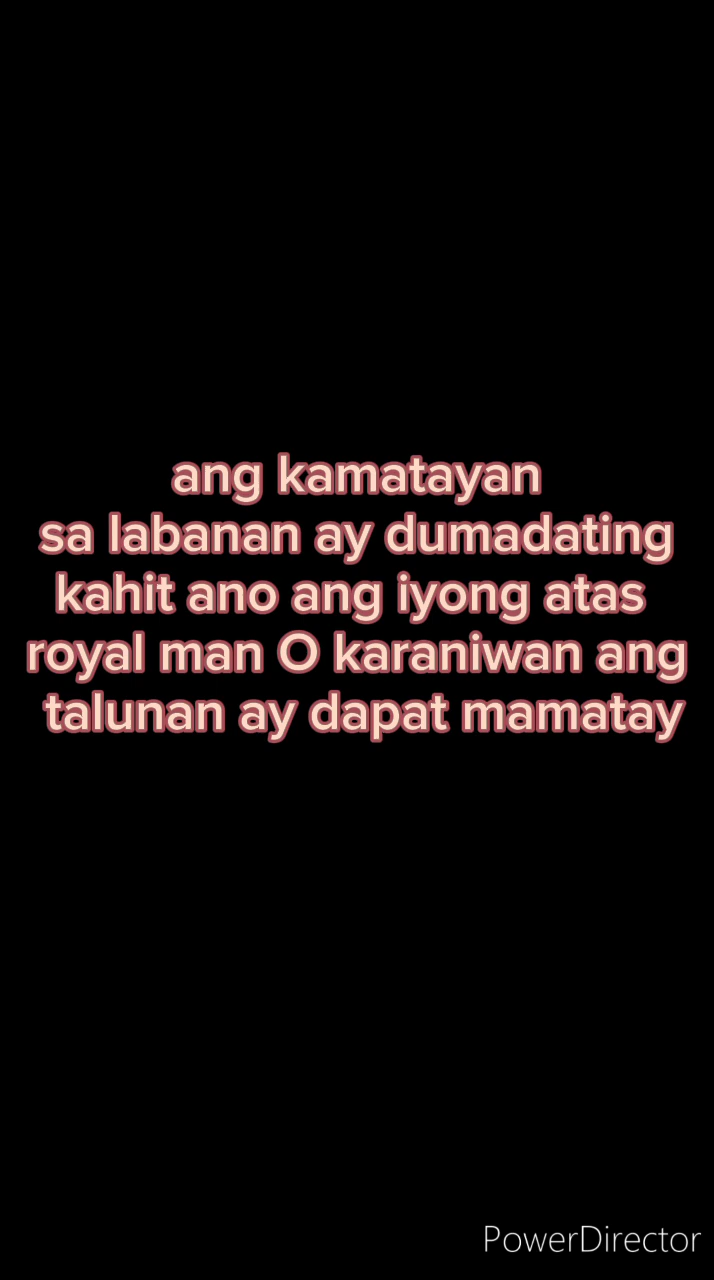 ang kamatayan
sa labanan ay dumadating
kahit ano ang iyong atas
royal man O karaniwan ang
talunan ay dapat mamatay
PowerDirector